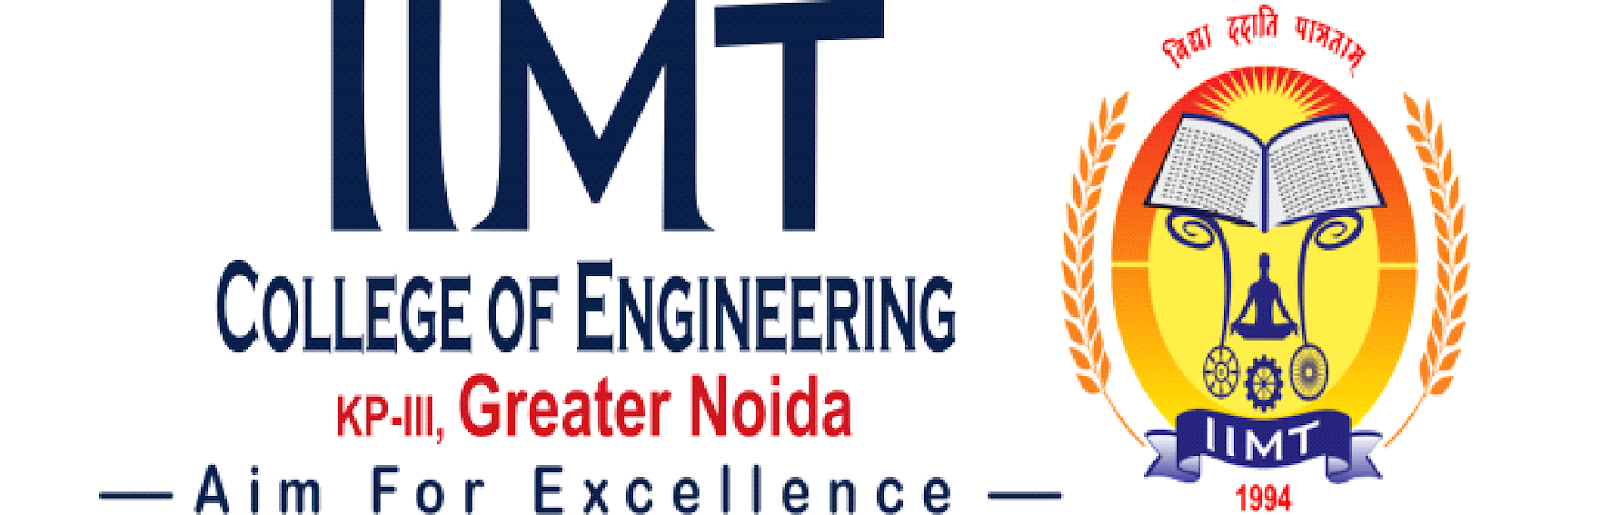 IIMT
COLLEGE OF ENGINEERING
KP-III, Greater Noida
— Aim For Excellence —
विद्या ददाति पात्रताम्
IIMT
1994